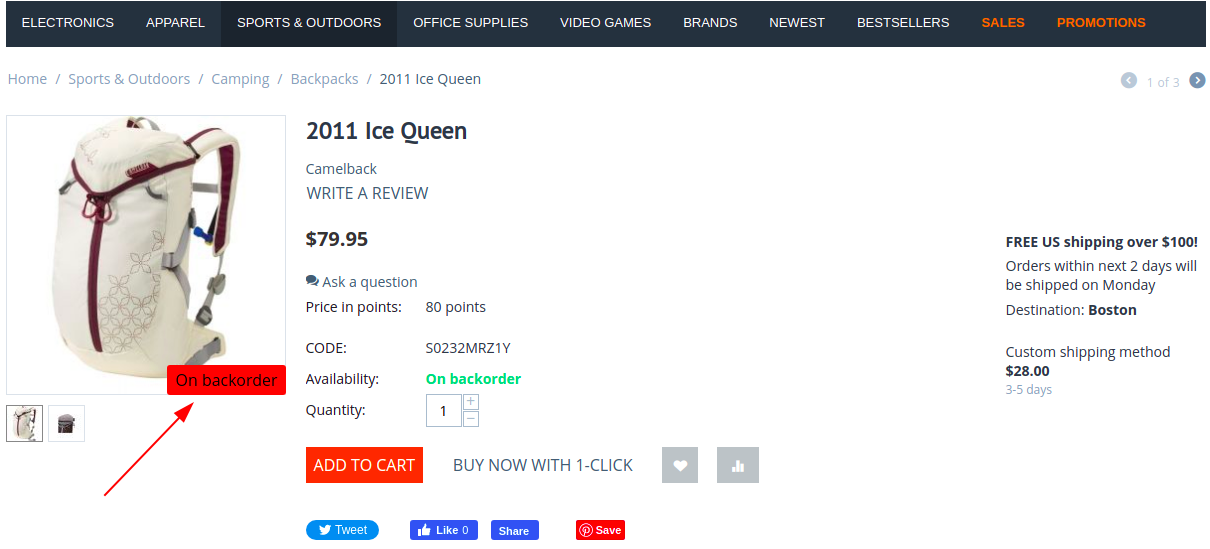 ELECTRONICS APPAREL SPORTS & OUTDOORS OFFICE SUPPLIES VIDEO GAMES BRANDS NEWEST BESTSELLERS SALES PROMOTIONS
Home / Sports & Outdoors / Camping / Backpacks / 2011 Ice Queen
1 of 3
2011 Ice Queen
Camelback
WRITE A REVIEW
$79.95
Ask a question
Price in points: 80 points
CODE: S0232MRZ1Y
Availability: On backorder
Quantity: 1 + −
On backorder
ADD TO CART BUY NOW WITH 1-CLICK
Tweet Like 0 Share Save
FREE US shipping over $100!
Orders within next 2 days will
be shipped on Monday
Destination: Boston
Custom shipping method
$28.00
3-5 days